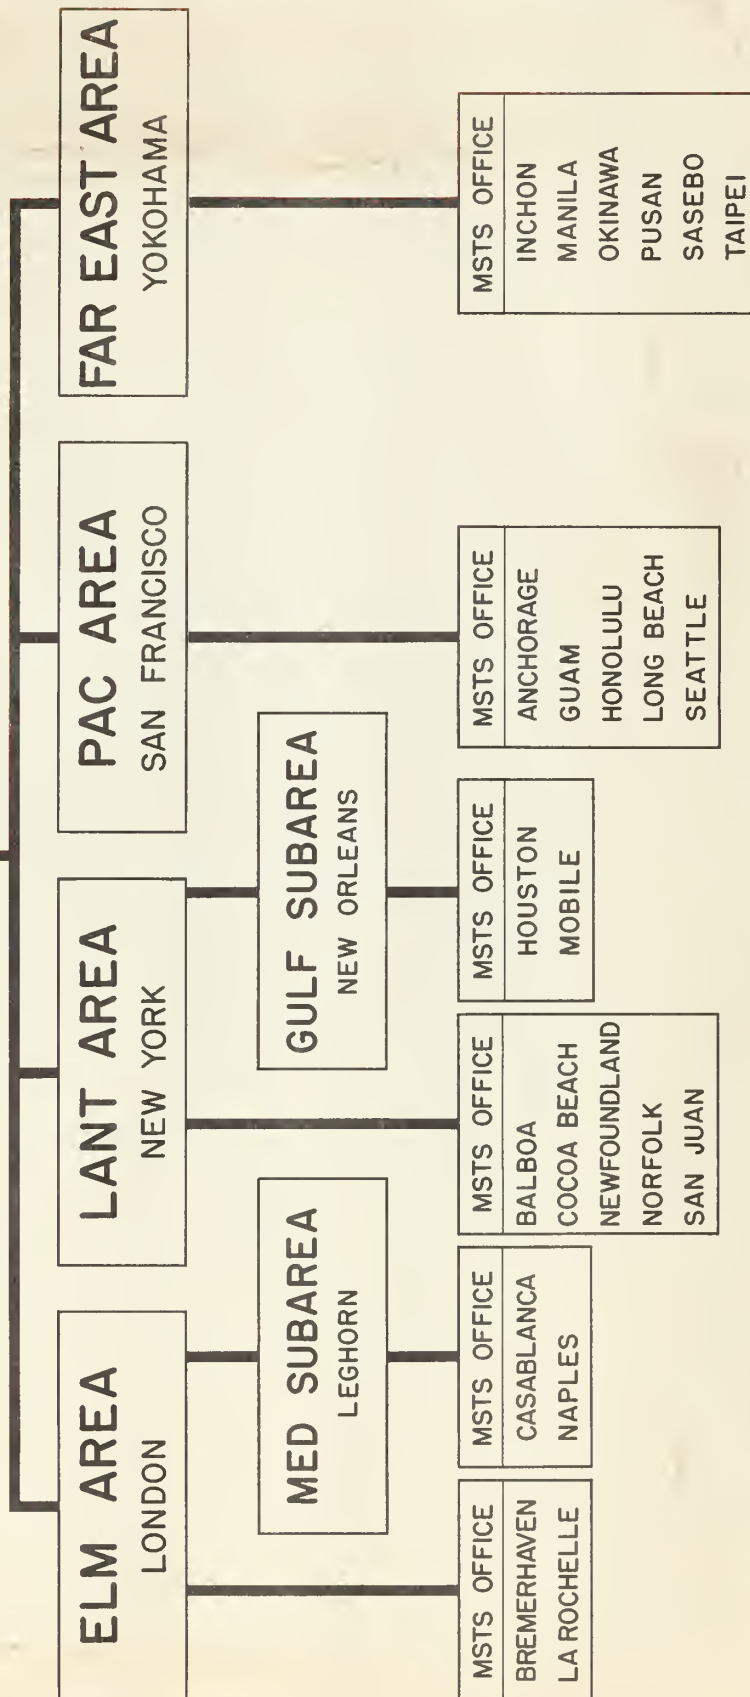 ELM AREA
LONDON
LANT AREA
NEW YORK
PAC AREA
SAN FRANCISCO
FAR EAST AREA
YOKOHAMA
MED SUBAREA
LEGHORN
GULF SUBAREA
NEW ORLEANS
MSTS OFFICE
BREMERHAVEN
LA ROCHELLE
MSTS OFFICE
CASABLANCA
NAPLES
MSTS OFFICE
BALBOA
COCOA BEACH
NEWFOUNDLAND
NORFOLK
SAN JUAN
MSTS OFFICE
HOUSTON
MOBILE
MSTS OFFICE
ANCHORAGE
GUAM
HONOLULU
LONG BEACH
SEATTLE
MSTS OFFICE
INCHON
MANILA
OKINAWA
PUSAN
SASEBO
TAIPEI